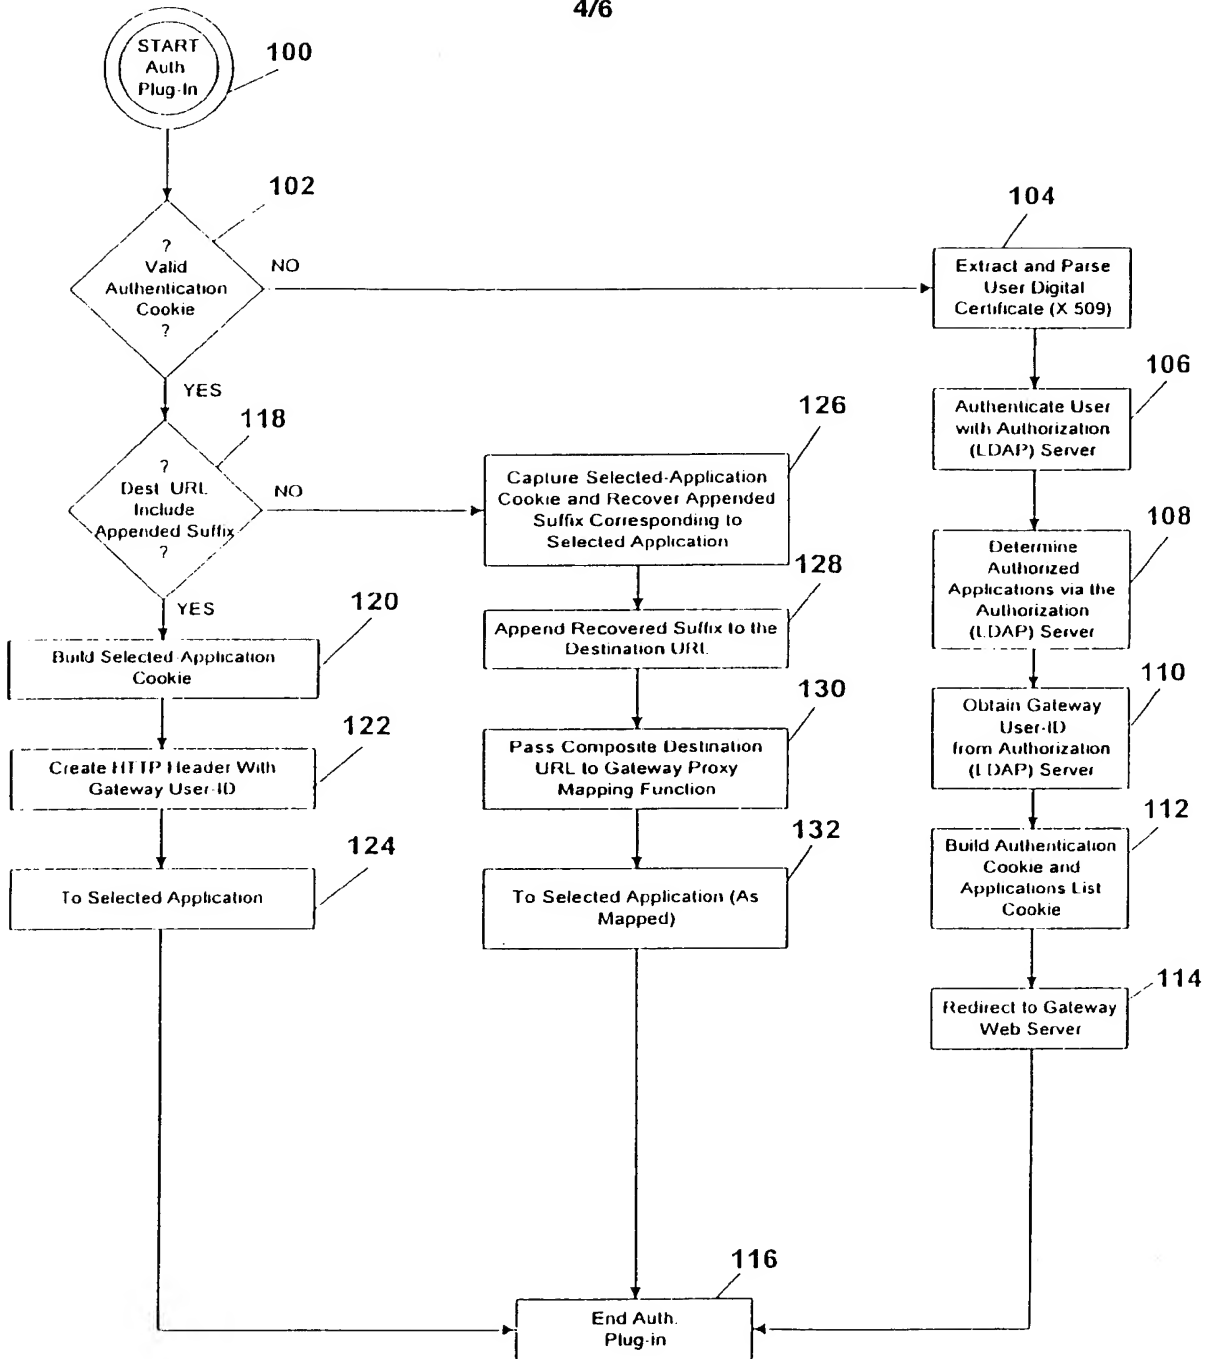 4/6
START
Auth
Plug-In
100
102
?
Valid
Authentication
Cookie
?
NO
YES
104
Extract and Parse
User Digital
Certificate (X 509)
106
Authenticate User
with Authorization
(LDAP) Server
108
Determine
Authorized
Applications via the
Authorization
(LDAP) Server
110
Obtain Gateway
User-ID
from Authorization
(LDAP) Server
112
Build Authentication
Cookie and
Applications List
Cookie
114
Redirect to Gateway
Web Server
118
?
Dest. URL
Include
Appended Suffix
?
NO
YES
126
Capture Selected-Application
Cookie and Recover Appended
Suffix Corresponding to
Selected Application
128
Append Recovered Suffix to the
Destination URL
130
Pass Composite Destination
URL to Gateway Proxy
Mapping Function
132
To Selected Application (As
Mapped)
120
Build Selected-Application
Cookie
122
Create HTTP Header With
Gateway User-ID
124
To Selected Application
116
End Auth.
Plug-in